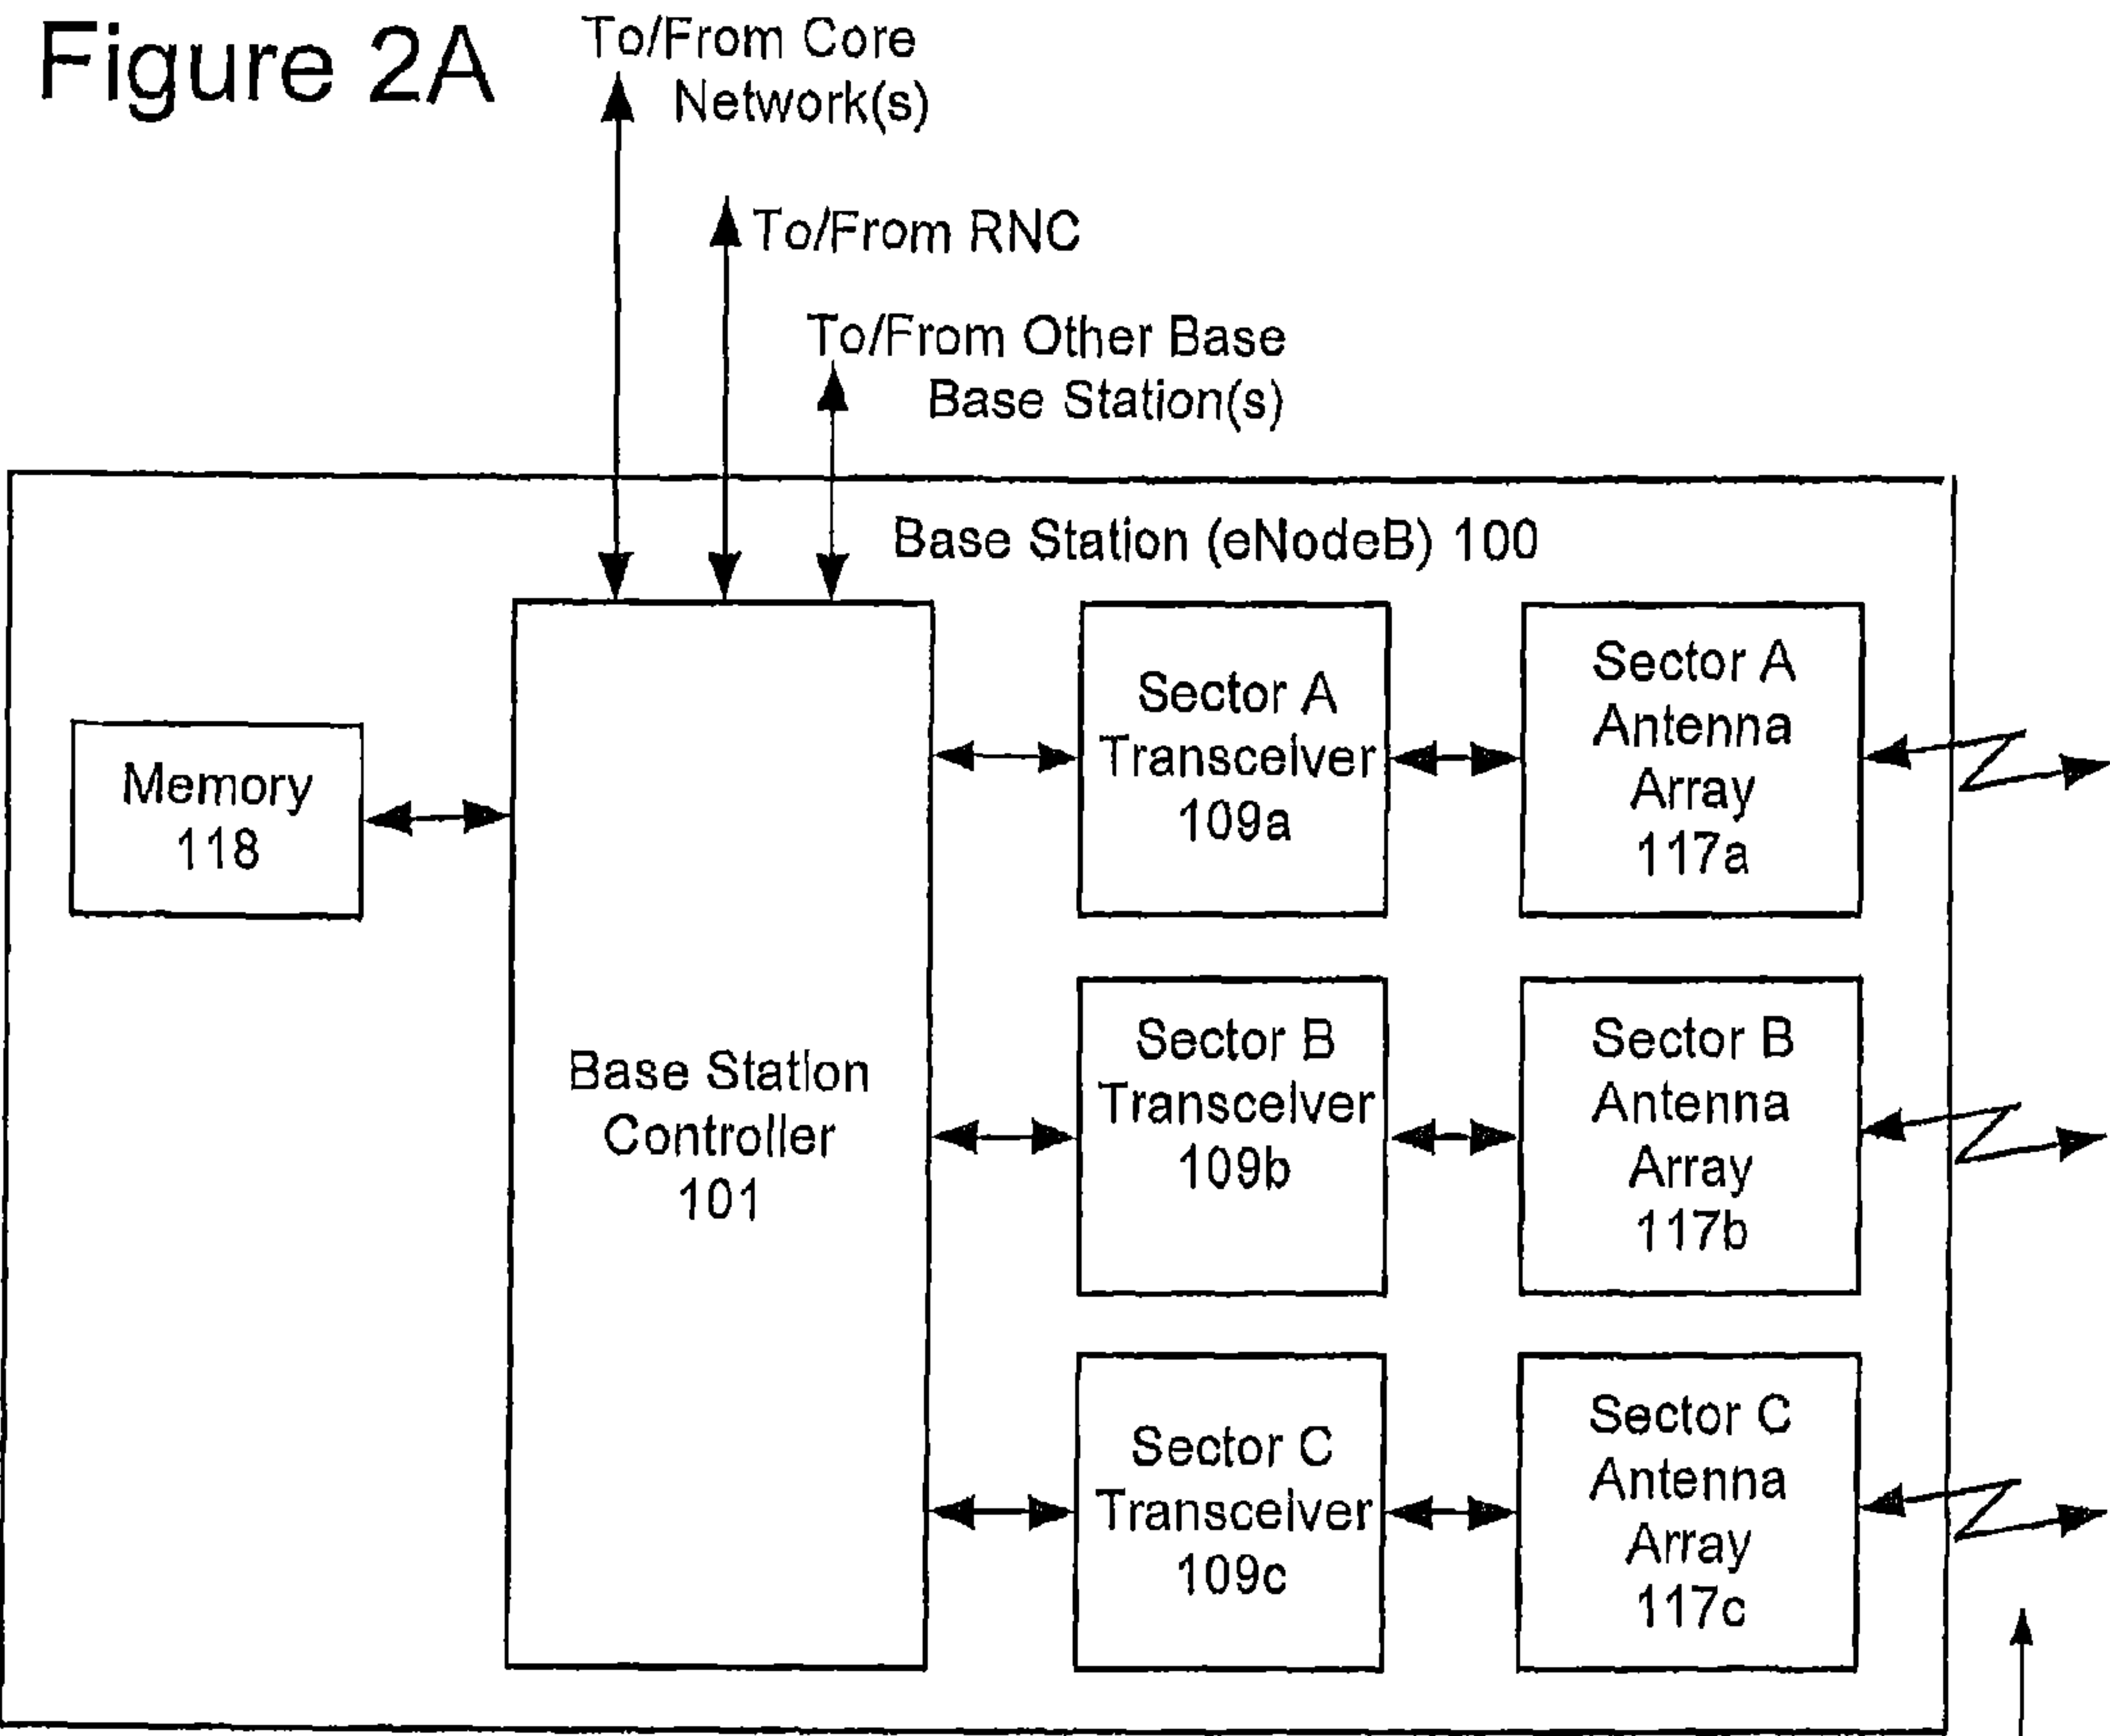 Figure 2A
To/From Core
Network(s)
To/From RNC
To/From Other Base
Base Station(s)
Base Station (eNodeB) 100
Memory
118
Base Station
Controller
101
Sector A
Transceiver
109a
Sector A
Antenna
Array
117a
Sector B
Transceiver
109b
Sector B
Antenna
Array
117b
Sector C
Transceiver
109c
Sector C
Antenna
Array
117c